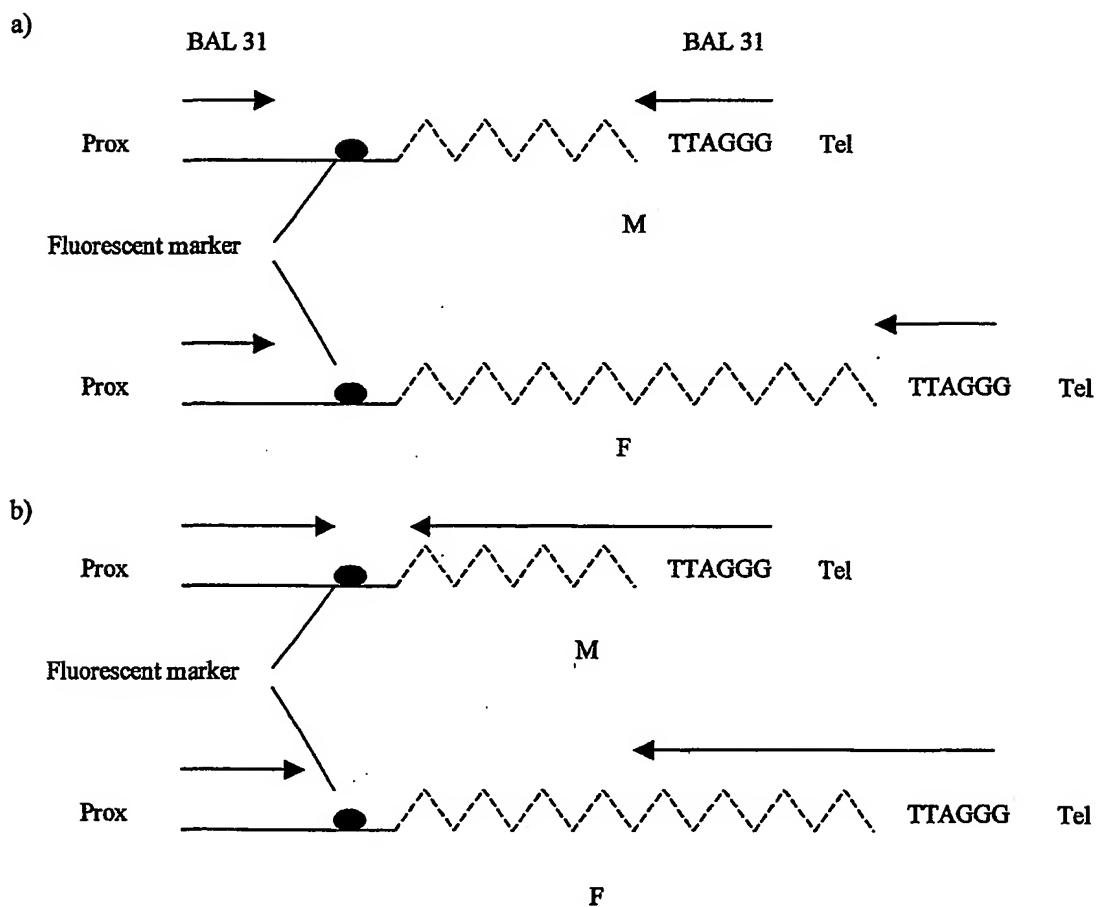 a)
BAL 31 BAL 31
Prox TTAGGG Tel
M
Fluorescent marker
Prox TTAGGG Tel
F
b)
Prox TTAGGG Tel
M
Fluorescent marker
Prox TTAGGG Tel
F